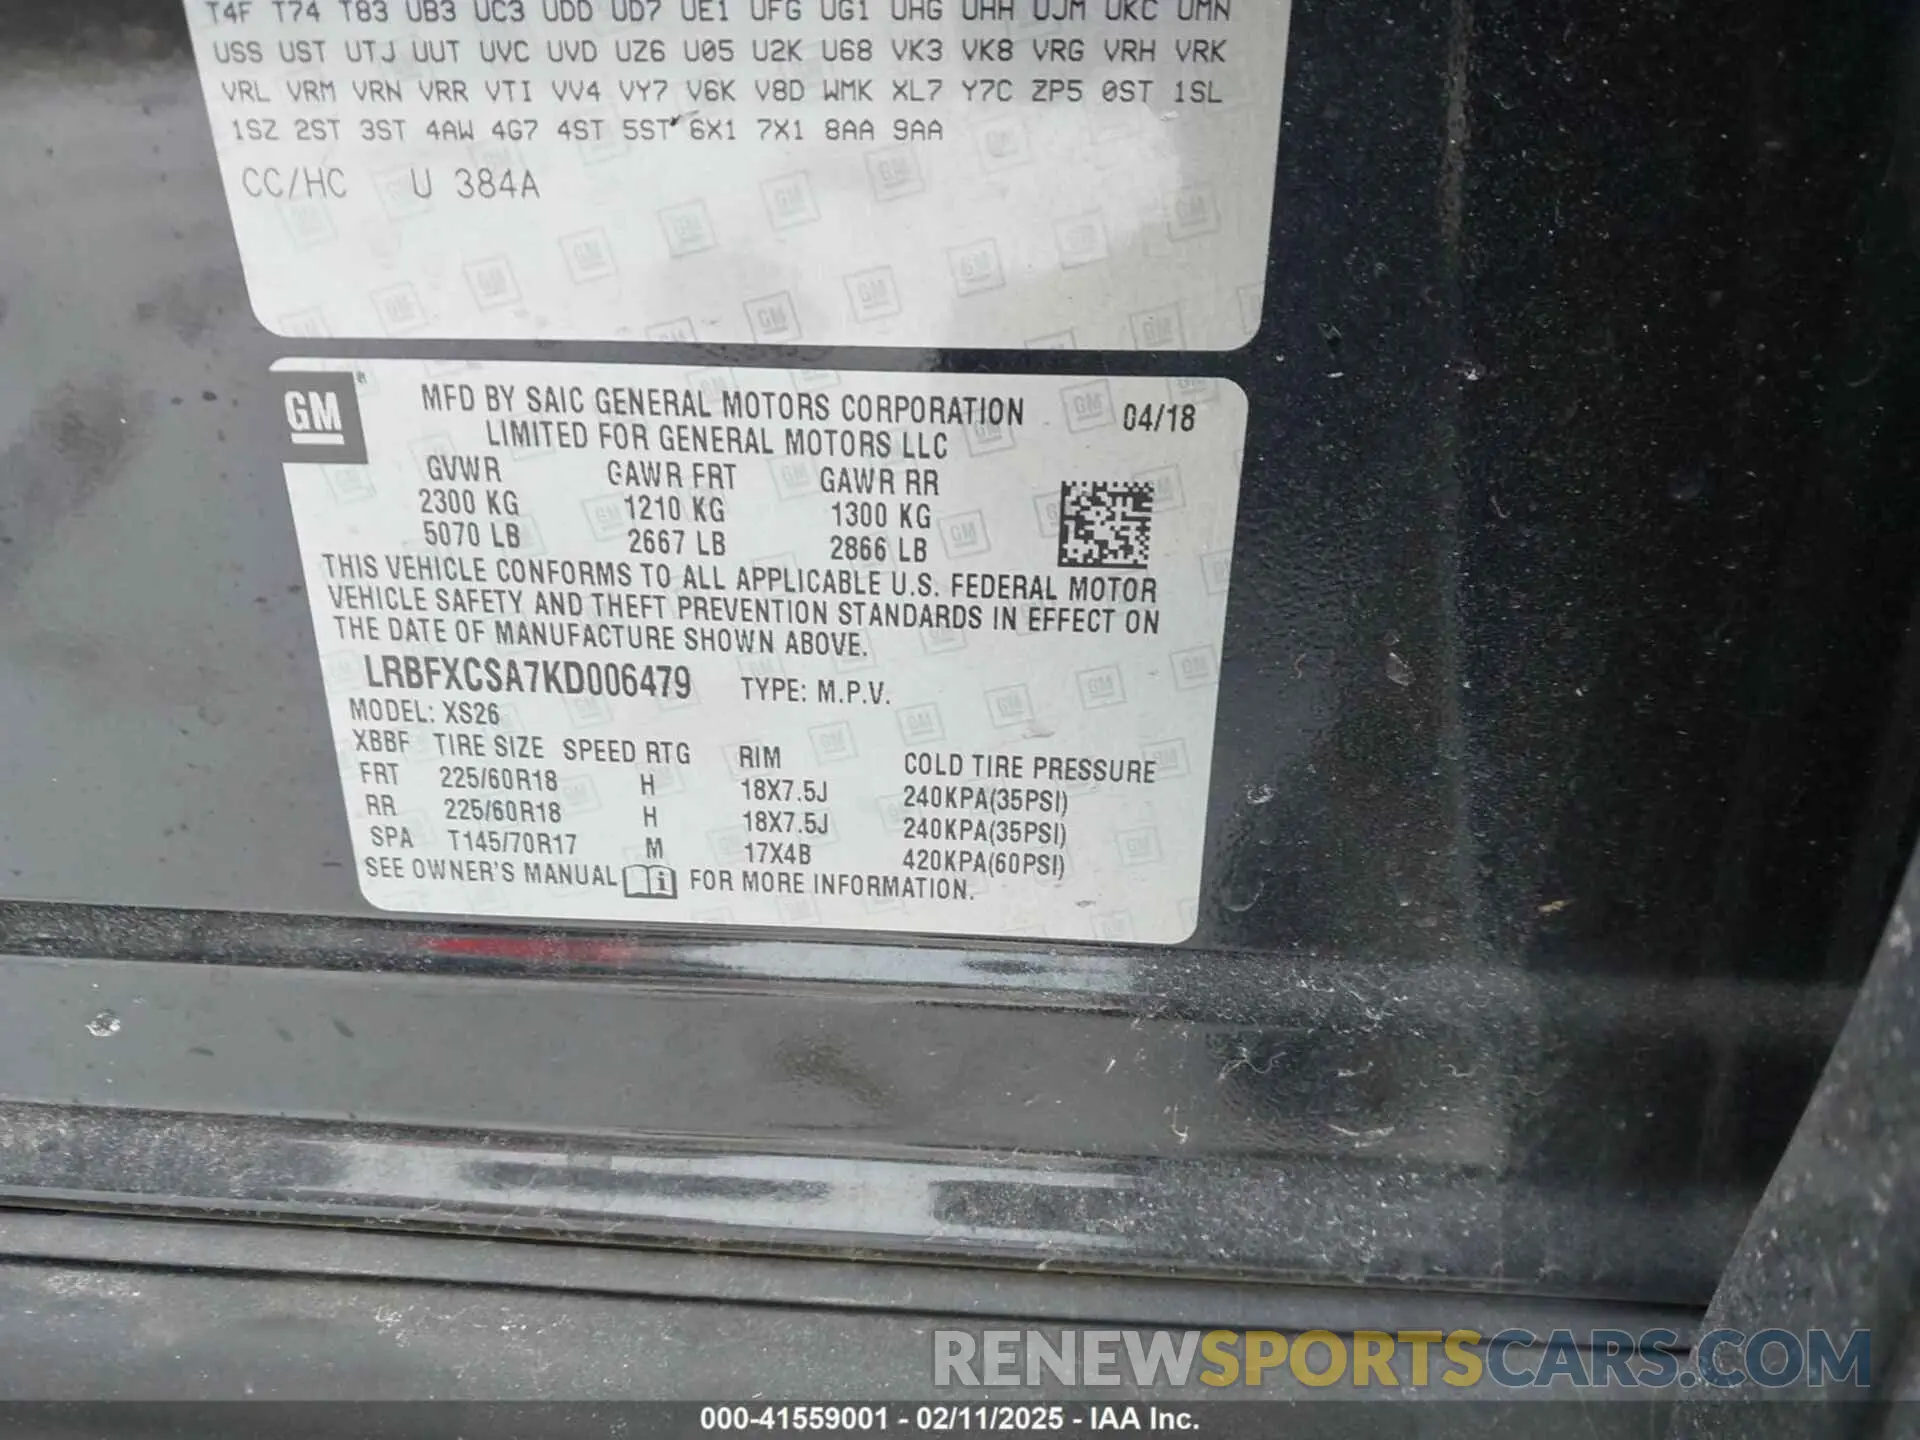 T4F T74 T83 UB3 UC3 UDD UD7 UE1 UFG UG1 UHG UHH UJM UKC UMN
USS UST UTJ UUT UVC UVD UZ6 U05 U2K U68 VK3 VK8 VRG VRH VRK
VRL VRM VRN VRR VTI VV4 VY7 V6K V8D WMK XL7 Y7C ZP5 0ST 1SL
1SZ 2ST 3ST 4AW 4G7 4ST 5ST 6X1 7X1 8AA 9AA
CC/HC U 384A
GM
MFD BY SAIC GENERAL MOTORS CORPORATION 04/18
LIMITED FOR GENERAL MOTORS LLC
GVWR GAWR FRT GAWR RR
2300 KG 1210 KG 1300 KG
5070 LB 2667 LB 2866 LB
THIS VEHICLE CONFORMS TO ALL APPLICABLE U.S. FEDERAL MOTOR
VEHICLE SAFETY AND THEFT PREVENTION STANDARDS IN EFFECT ON
THE DATE OF MANUFACTURE SHOWN ABOVE.
LRBFXCSA7KD006479 TYPE: M.P.V.
MODEL: XS26
XBBF TIRE SIZE SPEED RTG RIM COLD TIRE PRESSURE
FRT 225/60R18 H 18X7.5J 240KPA(35PSI)
RR 225/60R18 H 18X7.5J 240KPA(35PSI)
SPA T145/70R17 M 17X4B 420KPA(60PSI)
SEE OWNER'S MANUAL FOR MORE INFORMATION.
RENEWSPORTSCARS.COM
000-41559001 - 02/11/2025 - IAA Inc.